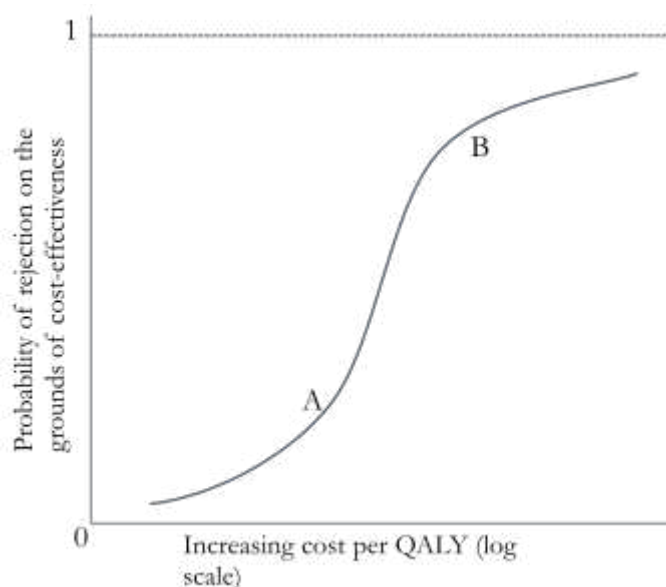 1
Probability of rejection on the
grounds of cost-effectiveness
B
A
0
Increasing cost per QALY (log
scale)